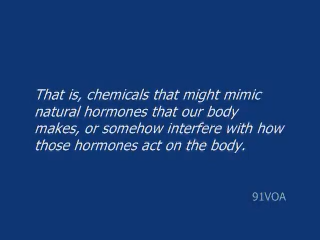 That is, chemicals that might mimic
natural hormones that our body
makes, or somehow interfere with how
those hormones act on the body.
91VOA